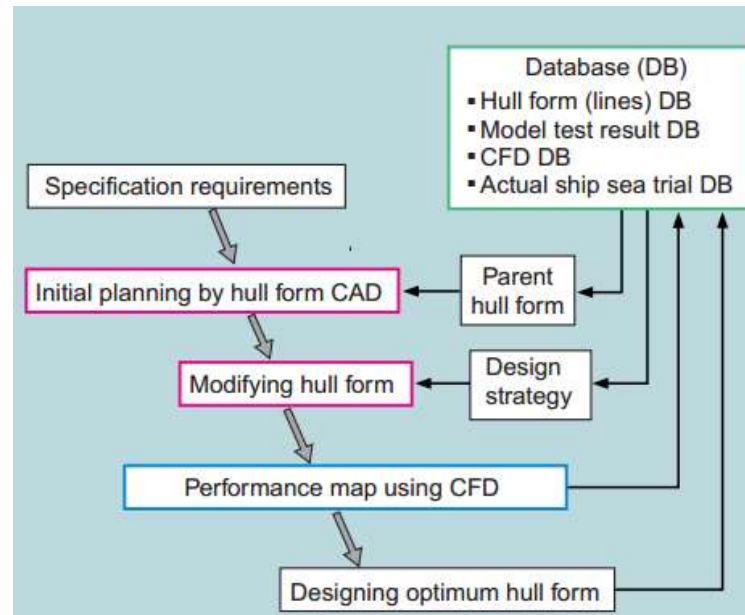 Database (DB)
▪ Hull form (lines) DB
▪ Model test result DB
▪ CFD DB
▪ Actual ship sea trial DB
Specification requirements
Initial planning by hull form CAD
Parent
hull form
Modifying hull form
Design
strategy
Performance map using CFD
Designing optimum hull form